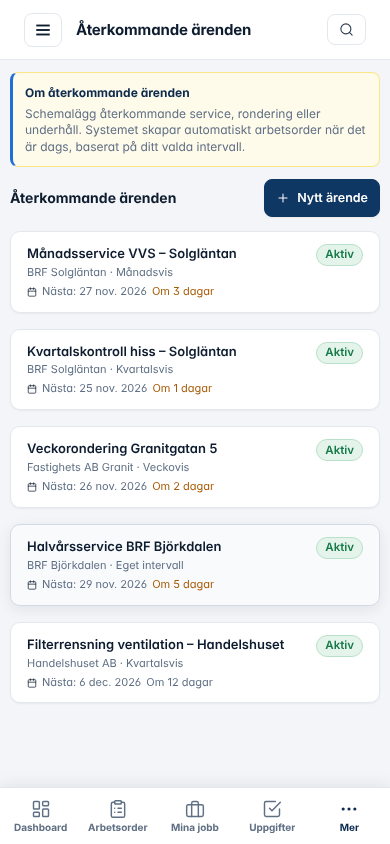 Återkommande ärenden
Om återkommande ärenden
Schemalägg återkommande service, rondering eller
underhåll. Systemet skapar automatiskt arbetsorder när det
är dags, baserat på ditt valda intervall.
Återkommande ärenden
Nytt ärende
Månadsservice VVS – Solgläntan
Aktiv
BRF Solgläntan · Månadsvis
Nästa: 27 nov. 2026 Om 3 dagar
Kvartalskontroll hiss – Solgläntan
Aktiv
BRF Solgläntan · Kvartalsvis
Nästa: 25 nov. 2026 Om 1 dagar
Veckorondering Granitgatan 5
Aktiv
Fastighets AB Granit · Veckovis
Nästa: 26 nov. 2026 Om 2 dagar
Halvårsservice BRF Björkdalen
Aktiv
BRF Björkdalen · Eget intervall
Nästa: 29 nov. 2026 Om 5 dagar
Filterrensning ventilation – Handelshuset
Aktiv
Handelshuset AB · Kvartalsvis
Nästa: 6 dec. 2026 Om 12 dagar
Dashboard Arbetsorder Mina jobb Uppgifter Mer